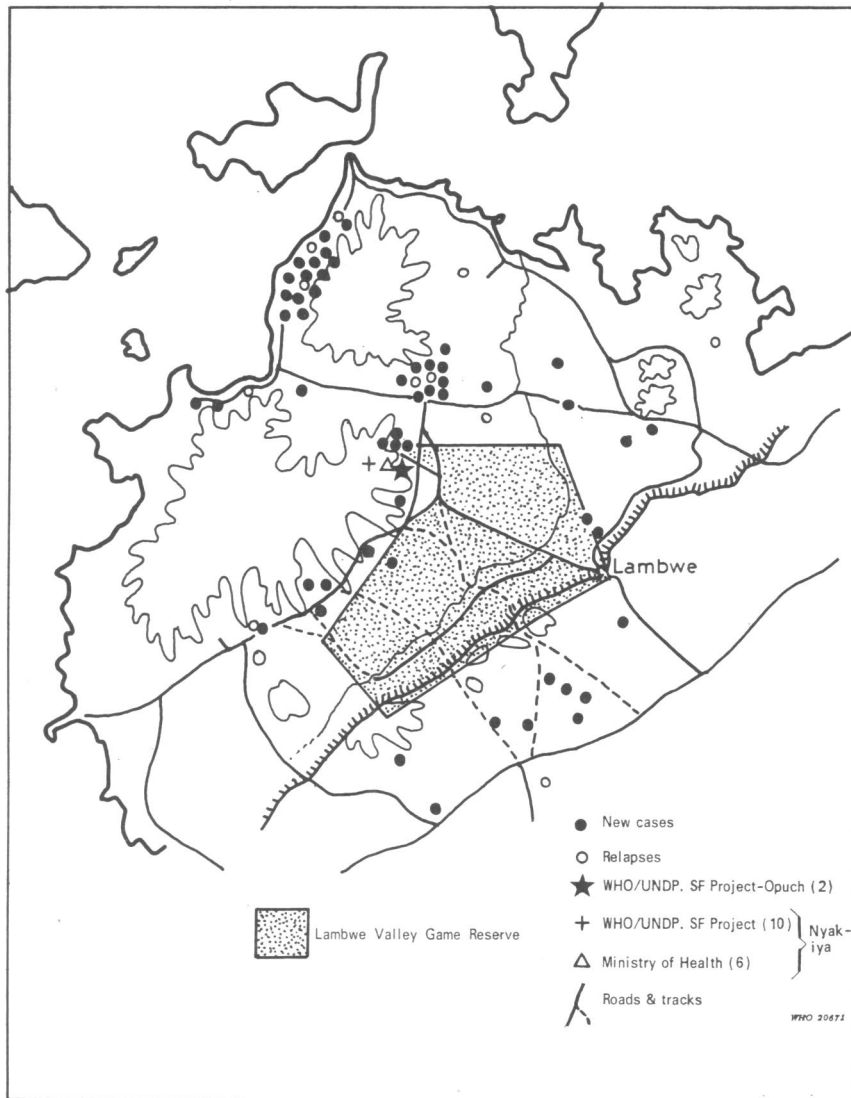 Lambwe
New cases
Relapses
WHO/UNDP. SF Project-Opuch (2)
WHO/UNDP. SF Project (10)
Nyak-
iya
Ministry of Health (6)
Lambwe Valley Game Reserve
Roads & tracks
WHO 20671